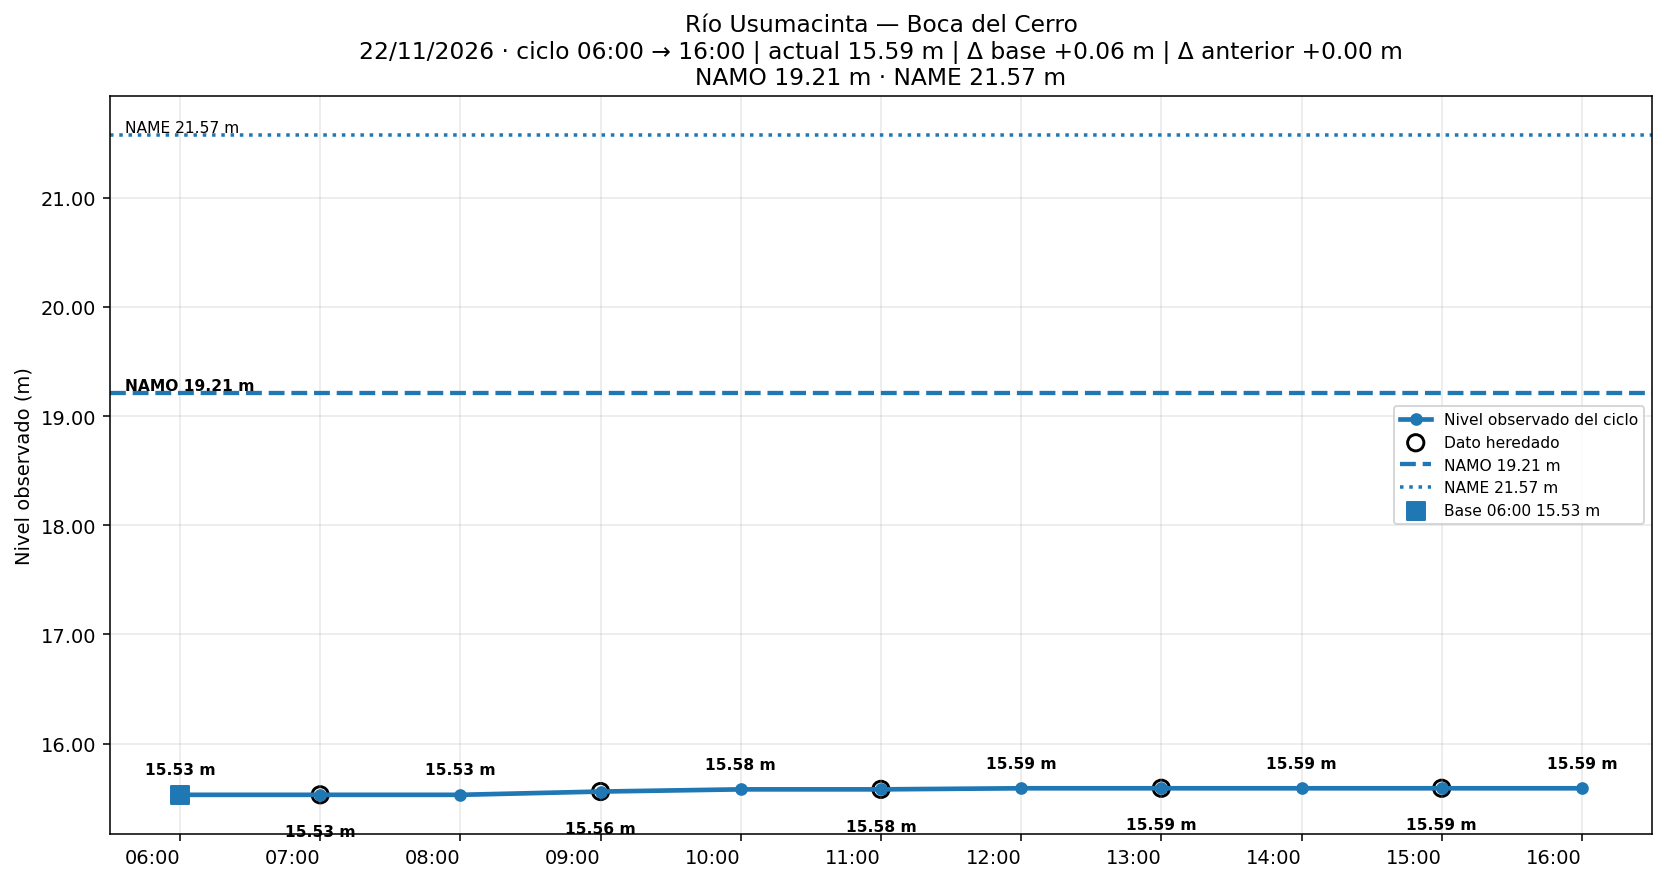 Río Usumacinta — Boca del Cerro
22/11/2026 · ciclo 06:00 → 16:00 | actual 15.59 m | Δ base +0.06 m | Δ anterior +0.00 m
NAMO 19.21 m · NAME 21.57 m
NAME 21.57 m
21.00
20.00
NAMO 19.21 m
19.00
Nivel observado del ciclo
Dato heredado
NAMO 19.21 m
NAME 21.57 m
Base 06:00 15.53 m
18.00
17.00
16.00
Nivel observado (m)
15.53 m
15.53 m
15.53 m
15.56 m
15.58 m
15.58 m
15.59 m
15.59 m
15.59 m
15.59 m
15.59 m
06:00 07:00 08:00 09:00 10:00 11:00 12:00 13:00 14:00 15:00 16:00